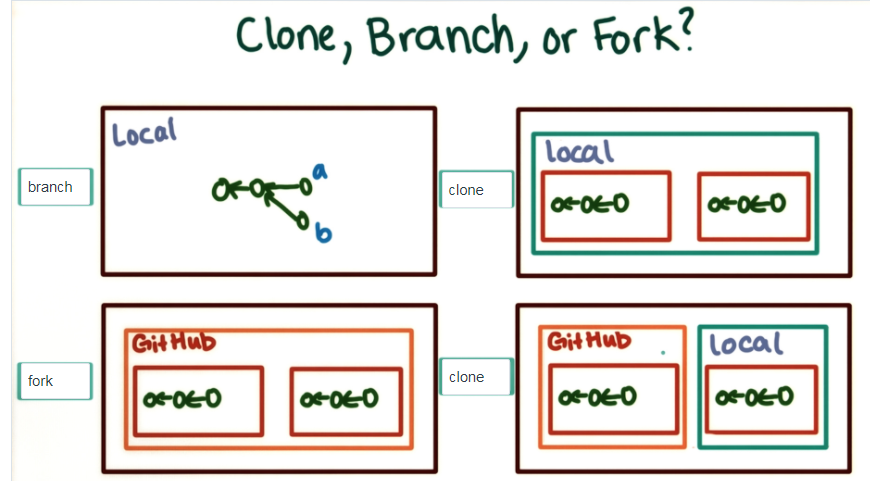 Clone, Branch, or Fork?
branch
Local
a
b
clone
local
fork
GitHub
clone
GitHub
local